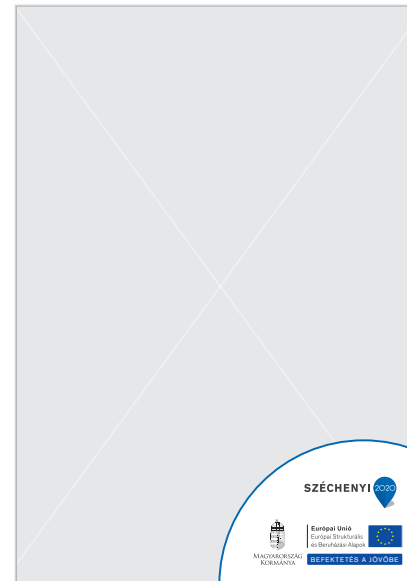 SZÉCHENYI 2020
Európai Unió
Európai Strukturális
és Beruházási Alapok
MAGYARORSZÁG
KORMÁNYA
BEFEKTETÉS A JÖVŐBE